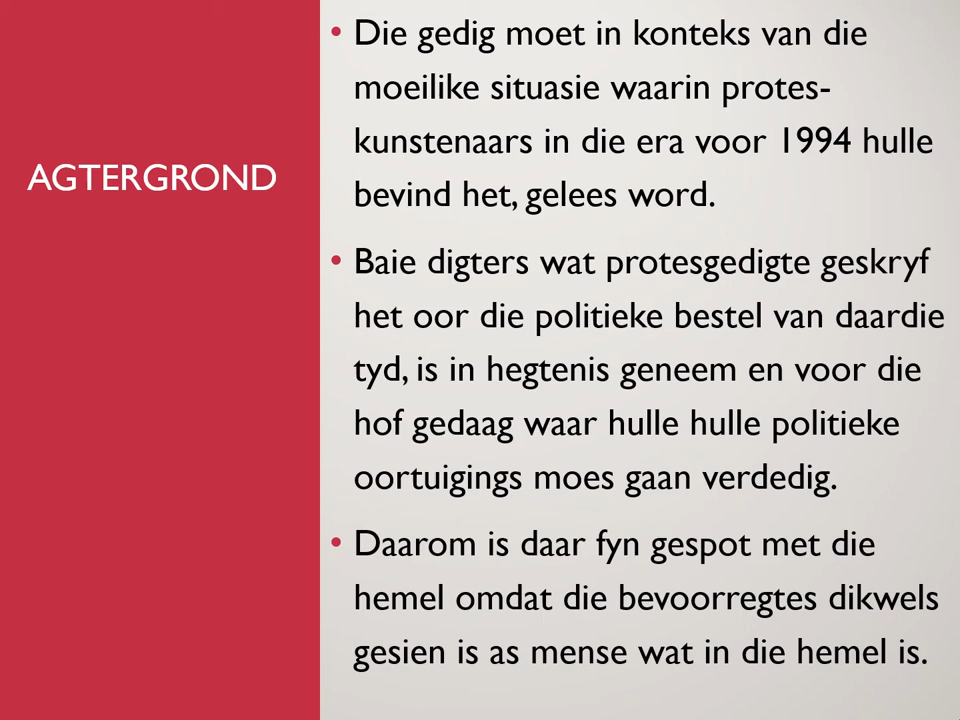 AGTERGROND
• Die gedig moet in konteks van die
moeilike situasie waarin protes-
kunstenaars in die era voor 1994 hulle
bevind het, gelees word.
• Baie digters wat protesgedigte geskryf
het oor die politieke bestel van daardie
tyd, is in hegtenis geneem en voor die
hof gedaag waar hulle hulle politieke
oortuigings moes gaan verdedig.
• Daarom is daar fyn gespot met die
hemel omdat die bevoorregtes dikwels
gesien is as mense wat in die hemel is.